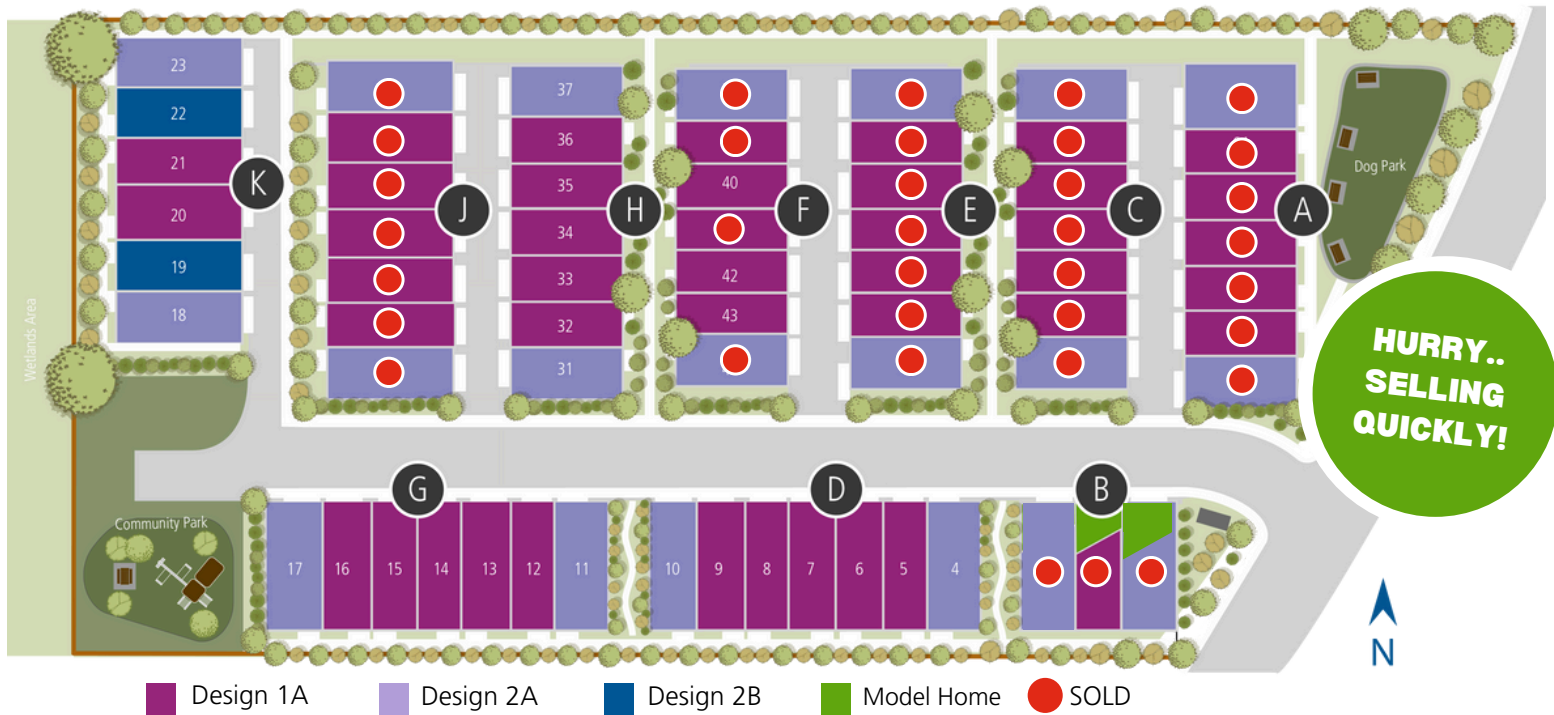 23
22
21
20
19
18
K
J
37
36
35
34
33
32
31
H
40
42
43
F
E
C
A
Dog Park
Wetlands Area
HURRY..
SELLING
QUICKLY!
G
D
B
Community Park
17
16
15
14
13
12
11
10
9
8
7
6
5
4
N
Design 1A
Design 2A
Design 2B
Model Home
SOLD